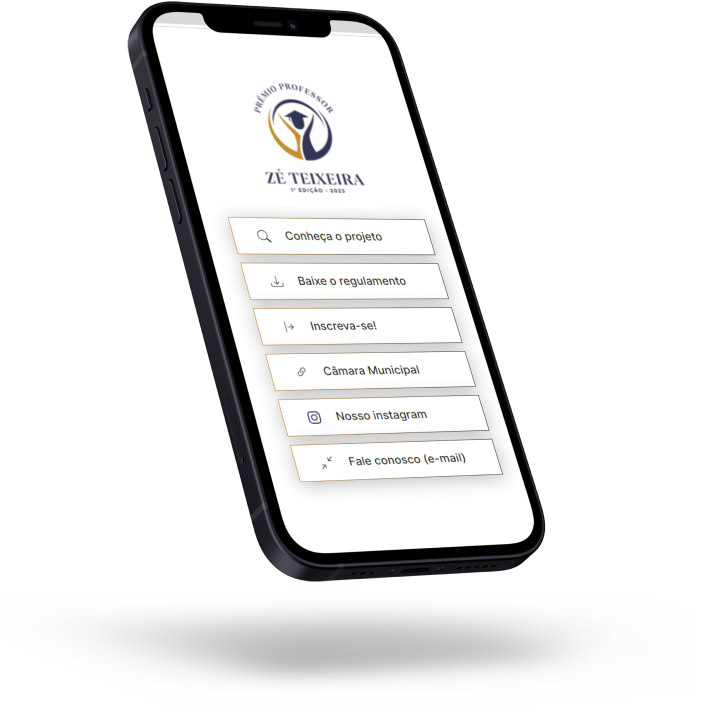 PRÊMIO PROFESSOR
ZÉ TEIXEIRA
1ª EDIÇÃO - 2023
Conheça o projeto
Baixe o regulamento
Inscreva-se!
Câmara Municipal
Nosso instagram
Fale conosco (e-mail)